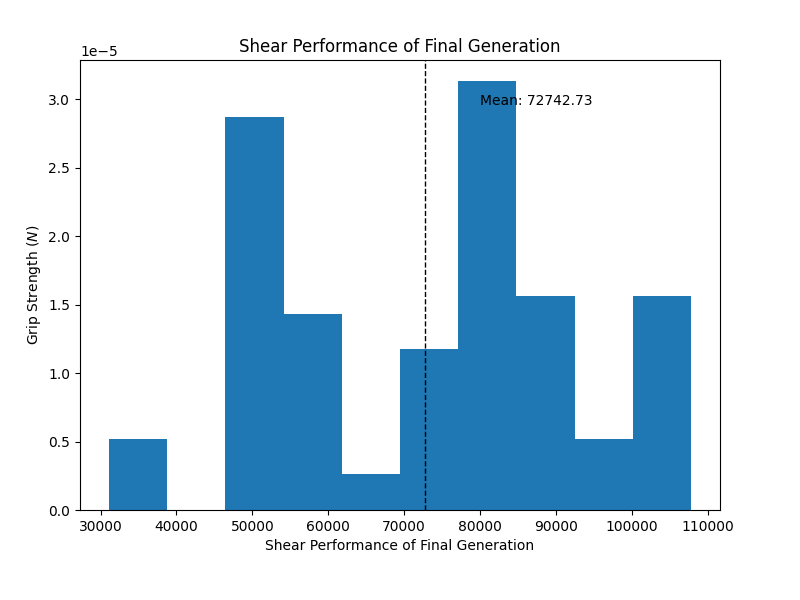 Shear Performance of Final Generation
1e−5
Mean: 72742.73
3.0
2.5
2.0
1.5
1.0
0.5
0.0
Grip Strength (N)
30000 40000 50000 60000 70000 80000 90000 100000 110000
Shear Performance of Final Generation